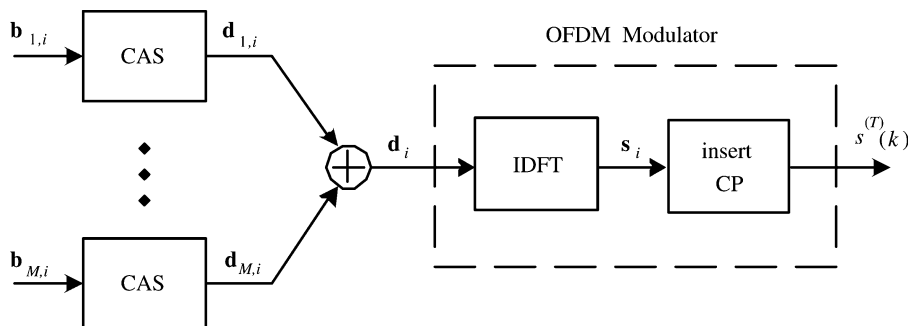 b 1,i
CAS
d 1,i
OFDM Modulator
d i
IDFT
s i
insert
CP
s (T) (k)
b M,i
CAS
d M,i